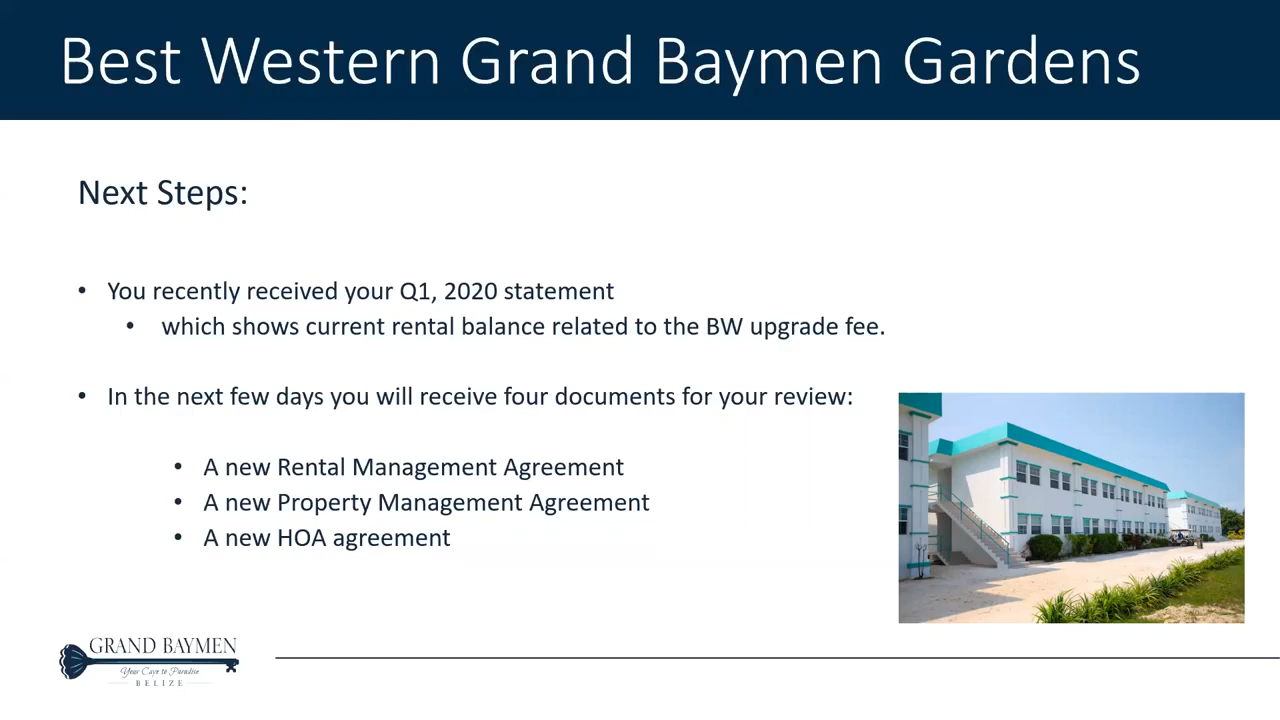 Best Western Grand Baymen Gardens
Next Steps:
• You recently received your Q1, 2020 statement
• which shows current rental balance related to the BW upgrade fee.
• In the next few days you will receive four documents for your review:
• A new Rental Management Agreement
• A new Property Management Agreement
• A new HOA agreement
GRAND BAYMEN
Your Caye to Paradise
BELIZE